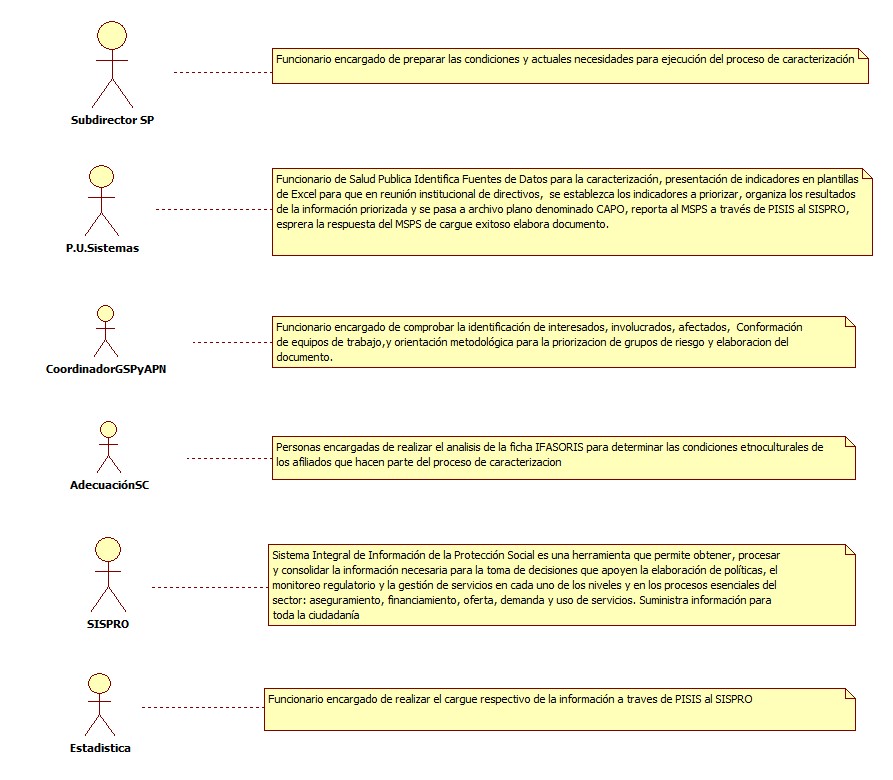 Funcionario encargado de preparar las condiciones y actuales necesidades para ejecución del proceso de caracterización
Subdirector SP
Funcionario de Salud Publica Identifica Fuentes de Datos para la caracterización, presentación de indicadores en plantillas
de Excel para que en reunión institucional de directivos,  se establezca los indicadores a priorizar, organiza los resultados
de la información priorizada y se pasa a archivo plano denominado CAPO, reporta al MSPS a través de PISIS al SISPRO,
esprera la respuesta del MSPS de cargue exitoso elabora documento.
P.U.Sistemas
Funcionario encargado de comprobar la identificación de interesados, involucrados, afectados,  Conformación
de equipos de trabajo,y orientación metodológica para la priorizacion de grupos de riesgo y elaboracion del
documento.
CoordinadorGSPyAPN
Personas encargadas de realizar el analisis de la ficha IFASORIS para determinar las condiciones etnoculturales de
los afiliados que hacen parte del proceso de caracterizacion
AdecuaciónSC
Sistema Integral de Información de la Protección Social es una herramienta que permite obtener, procesar
y consolidar la información necesaria para la toma de decisiones que apoyen la elaboración de políticas, el
monitoreo regulatorio y la gestión de servicios en cada uno de los niveles y en los procesos esenciales del
sector: aseguramiento, financiamiento, oferta, demanda y uso de servicios. Suministra información para
toda la ciudadanía
SISPRO
Funcionario encargado de realizar el cargue respectivo de la información a traves de PISIS al SISPRO
Estadistica